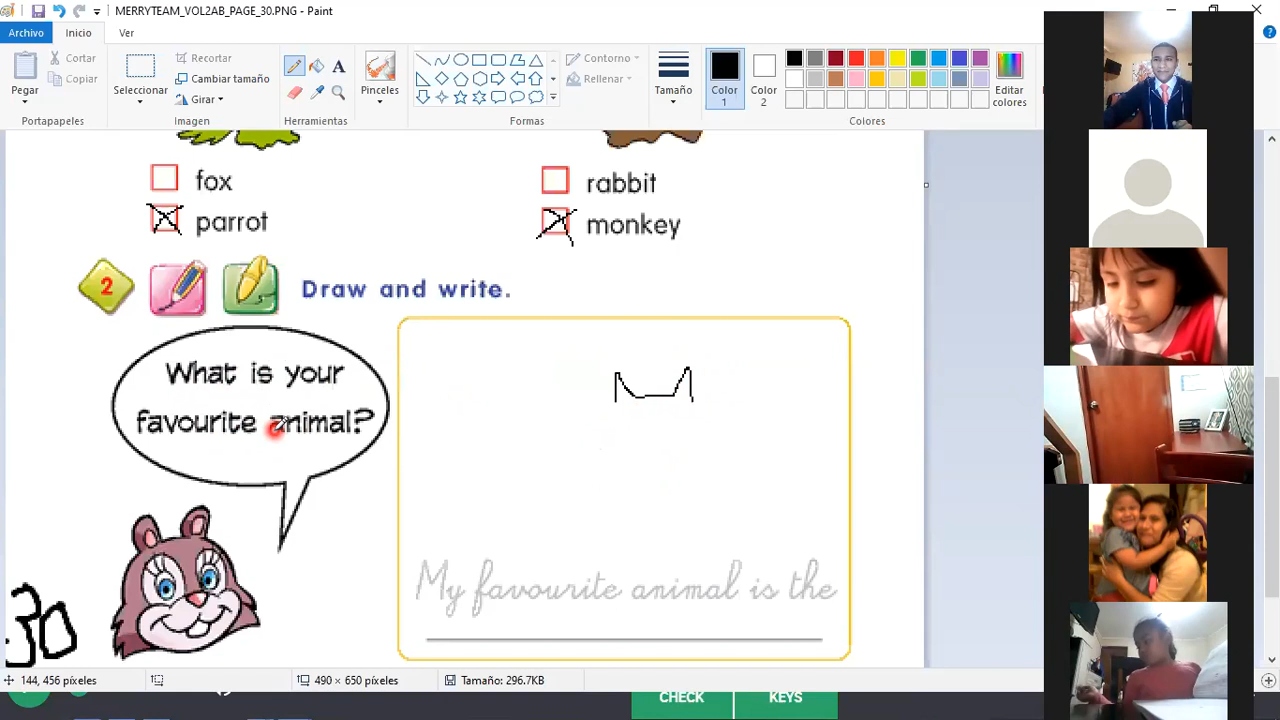 MERRYTEAM_VOL2AB_PAGE_30.PNG - Paint
Archivo Inicio Ver
Pegar
Cortar
Copiar
Portapapeles
Seleccionar
Recortar
Cambiar tamaño
Girar
Imagen
A
Herramientas
Pinceles
Contorno
Rellenar
Formas
Tamaño
Color 1
Color 2
Editar colores
Colores
fox
parrot
rabbit
monkey
2
Draw and write.
What is your
favourite animal?
My favourite animal is the
30
144, 456 píxeles
490 × 650 píxeles
Tamaño: 296.7KB
CHECK
KEYS